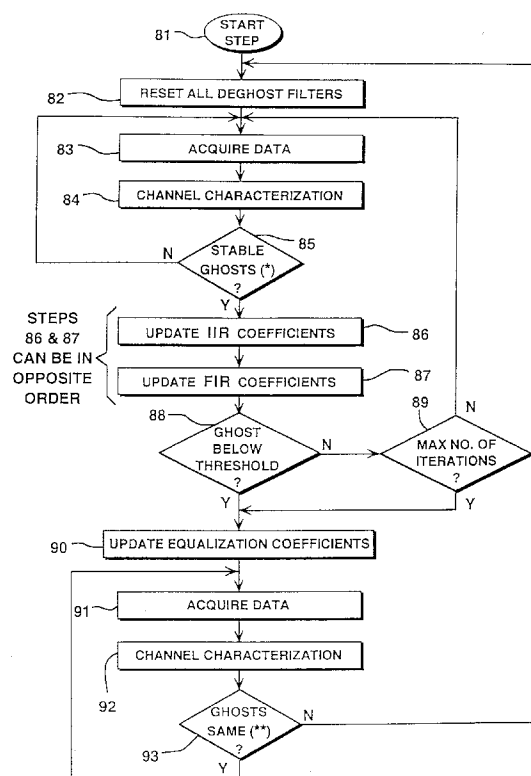 81
START
STEP
82
RESET ALL DEGHOST FILTERS
83
ACQUIRE DATA
84
CHANNEL CHARACTERIZATION
85
N
STABLE
GHOSTS (*)
?
Y
STEPS
86 & 87
CAN BE IN
OPPOSITE
ORDER
UPDATE IIR COEFFICIENTS
86
UPDATE FIR COEFFICIENTS
87
88
GHOST
BELOW
THRESHOLD
?
N
Y
89
N
MAX NO. OF
ITERATIONS
?
Y
90
UPDATE EQUALIZATION COEFFICIENTS
91
ACQUIRE DATA
92
CHANNEL CHARACTERIZATION
93
GHOSTS
SAME (**)
?
N
Y